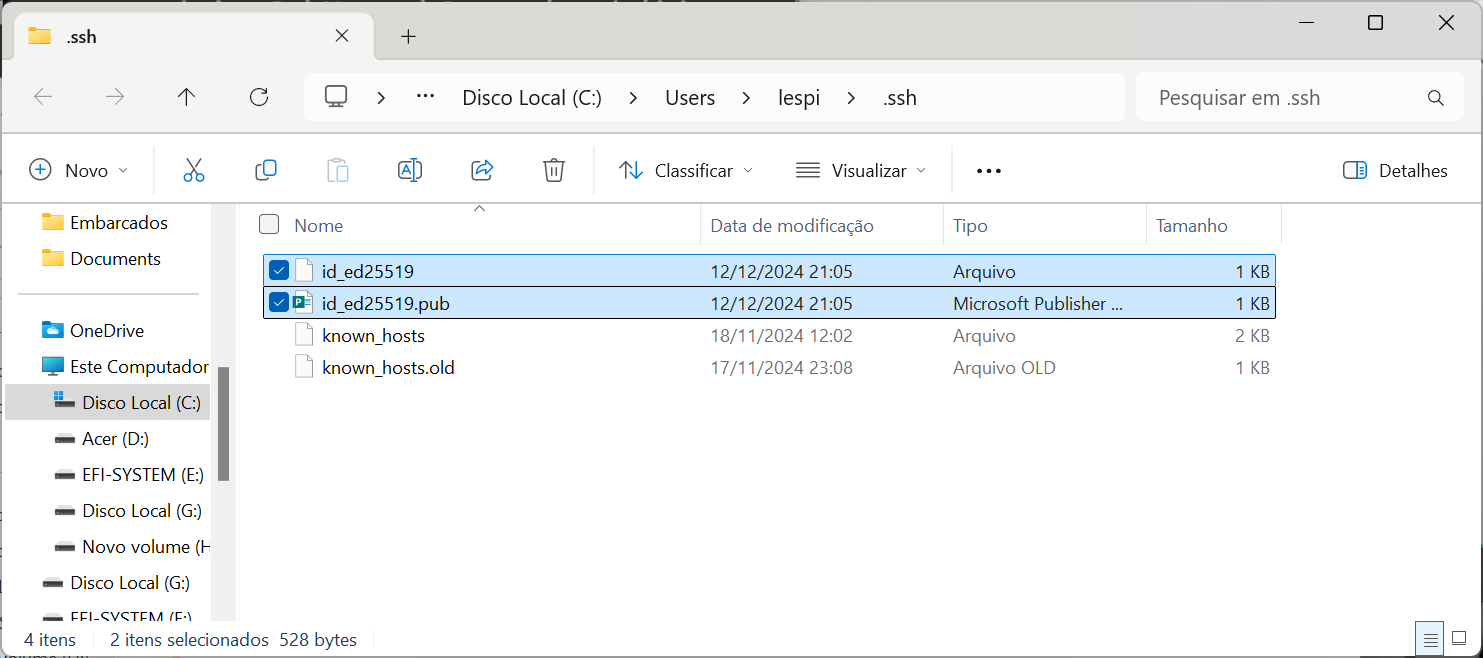 .ssh
Disco Local (C:) > Users > lespi > .ssh
Pesquisar em .ssh
Novo
Classificar
Visualizar
Detalhes
Embarcados
Documents
OneDrive
Este Computador
Disco Local (C:)
Acer (D:)
EFI-SYSTEM (E:)
Disco Local (G:)
Novo volume (H
Disco Local (G:)
EFI-SYSTEM (E:)
Nome Data de modificação Tipo Tamanho
id_ed25519 12/12/2024 21:05 Arquivo 1 KB
id_ed25519.pub 12/12/2024 21:05 Microsoft Publisher ... 1 KB
known_hosts 18/11/2024 12:02 Arquivo 2 KB
known_hosts.old 17/11/2024 23:08 Arquivo OLD 1 KB
4 itens 2 itens selecionados 528 bytes